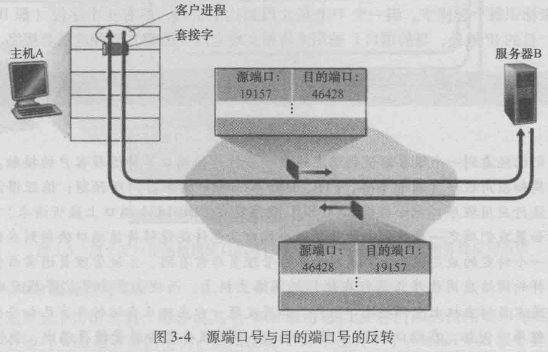 客户进程
套接字
主机A
服务器B
源端口：
19157
目的端口：
46428
⋮
源端口：
46428
目的端口：
19157
⋮
图 3-4 源端口号与目的端口号的反转